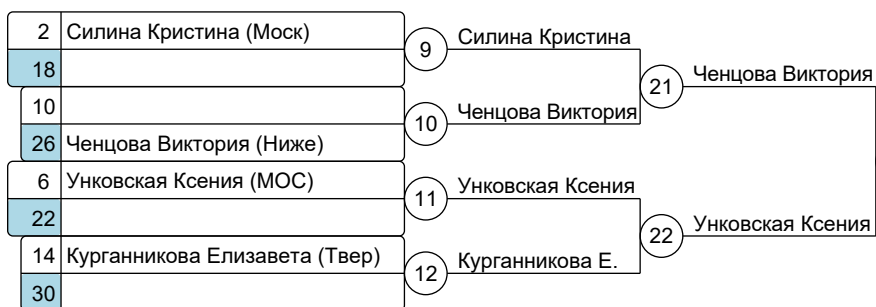 2 Силина Кристина (Моск)
18
9
Силина Кристина
10
26 Ченцова Виктория (Ниже)
10
Ченцова Виктория
21
Ченцова Виктория
6 Унковская Ксения (МОС)
22
11
Унковская Ксения
14 Курганникова Елизавета (Твер)
30
12
Курганникова Е.
22
Унковская Ксения